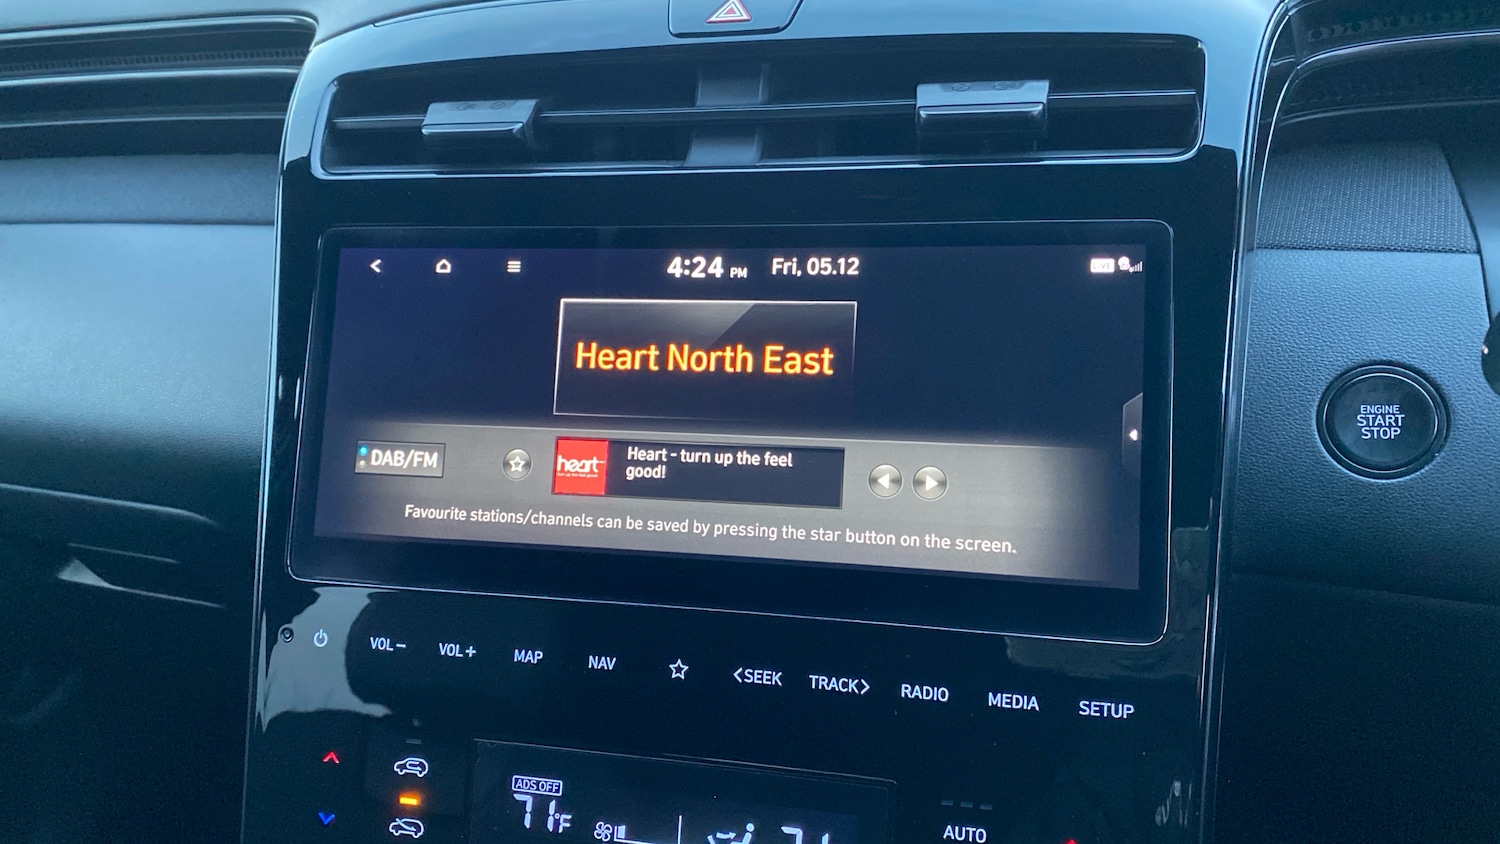 4:24 PM Fri, 05.12
LIVE
Heart North East
DAB/FM
heart
Heart - turn up the feel
good!
Favourite stations/channels can be saved by pressing the star button on the screen.
ENGINE
START
STOP
VOL− VOL+ MAP NAV <SEEK TRACK> RADIO MEDIA SETUP
ADS OFF
71°F
AUTO